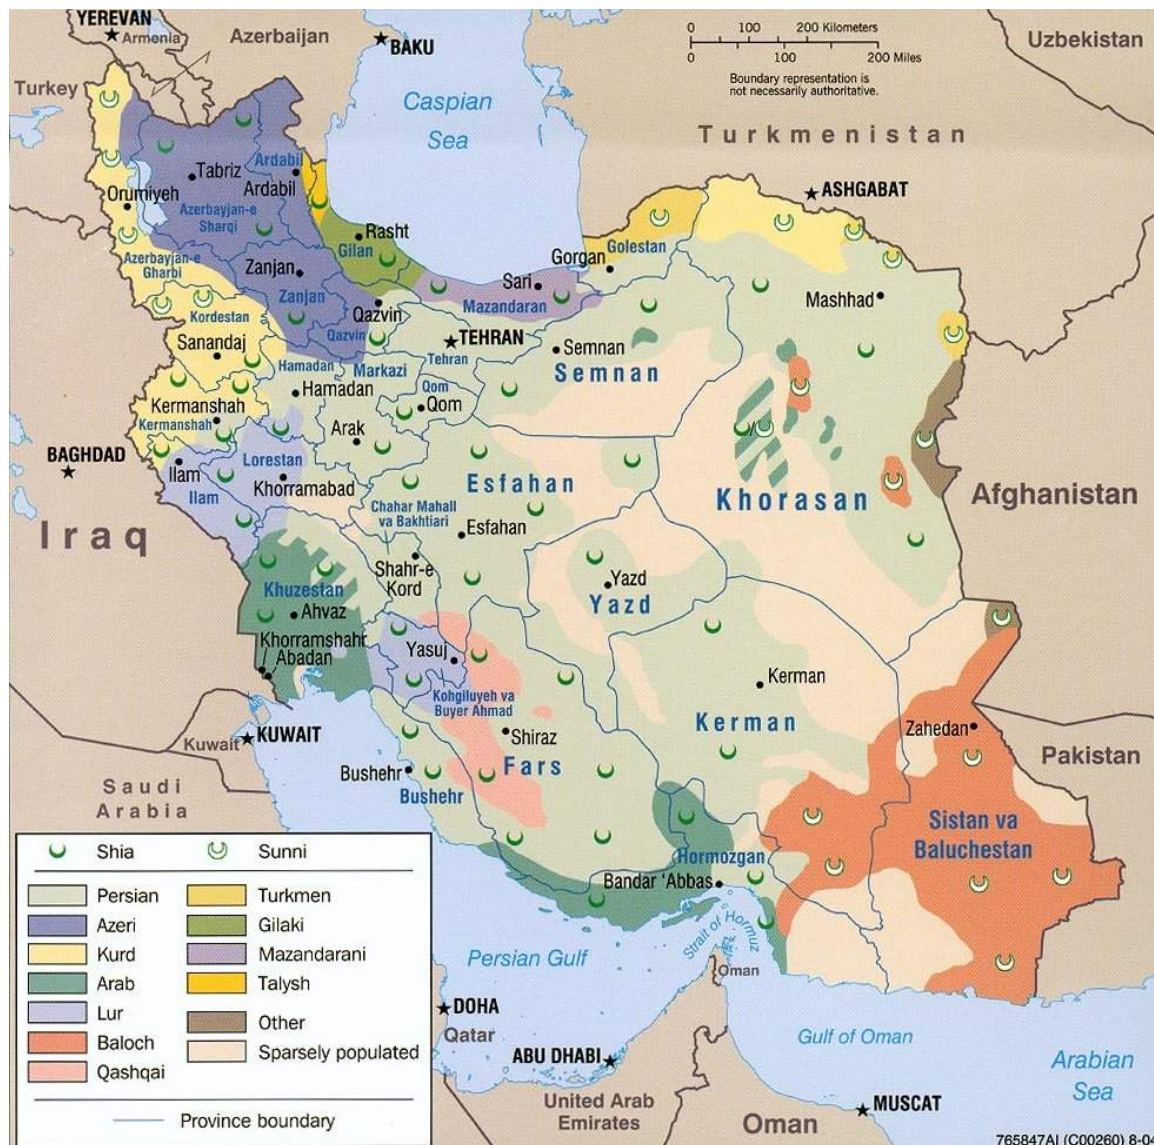 YEREVAN
Armenia
Azerbaijan
BAKU
0 100 200 Kilometers
0 100 200 Miles
Boundary representation is
not necessarily authoritative.
Uzbekistan
Turkey
Caspian
Sea
Turkmenistan
ASHGABAT
Tabriz
Ardabil
Ardabil
Orumiyeh
Azerbayjan-e
Sharqi
Rasht
Gilan
Azerbayjan-e
Gharbi
Zanjan
Zanjan
Gorgan
Golestan
Sari
Mazandaran
Mashhad
Kordestan
Qazvin
Qazvin
TEHRAN
Tehran
Sanandaj
Hamadan
Markazi
Semnan
Semnan
Hamadan
Qom
Qom
Kermanshah
Kermanshah
Arak
BAGHDAD
Ilam
Ilam
Lorestan
Khorramabad
Esfahan
Khorasan
Afghanistan
Iraq
Chahar Mahall
va Bakhtiari
Esfahan
Shahr-e
Kord
Yazd
Yazd
Khuzestan
Ahvaz
Khorramshahr
Abadan
Yasuj
Kohgiluyeh va
Buyer Ahmad
Kerman
Kerman
Zahedan
Kuwait
KUWAIT
Shiraz
Fars
Pakistan
Saudi
Arabia
Bushehr
Bushehr
Sistan va
Baluchestan
Hormozgan
Bandar 'Abbas
Strait of Hormuz
Persian Gulf
Oman
DOHA
Qatar
ABU DHABI
Gulf of Oman
Arabian
Sea
United Arab
Emirates
Oman
MUSCAT
Shia
Sunni
Persian
Azeri
Kurd
Arab
Lur
Baloch
Qashqai
Turkmen
Gilaki
Mazandarani
Talysh
Other
Sparsely populated
Province boundary
765847AI (C00260) 8-04